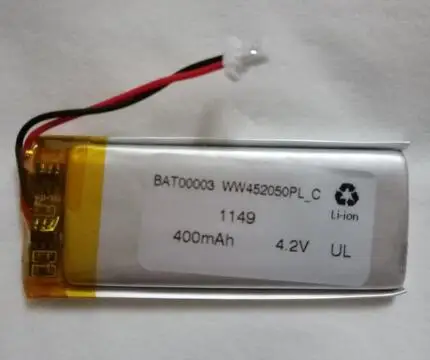 BAT00003 WW452050PL_C
1149
Li-ion
400mAh 4.2V UL